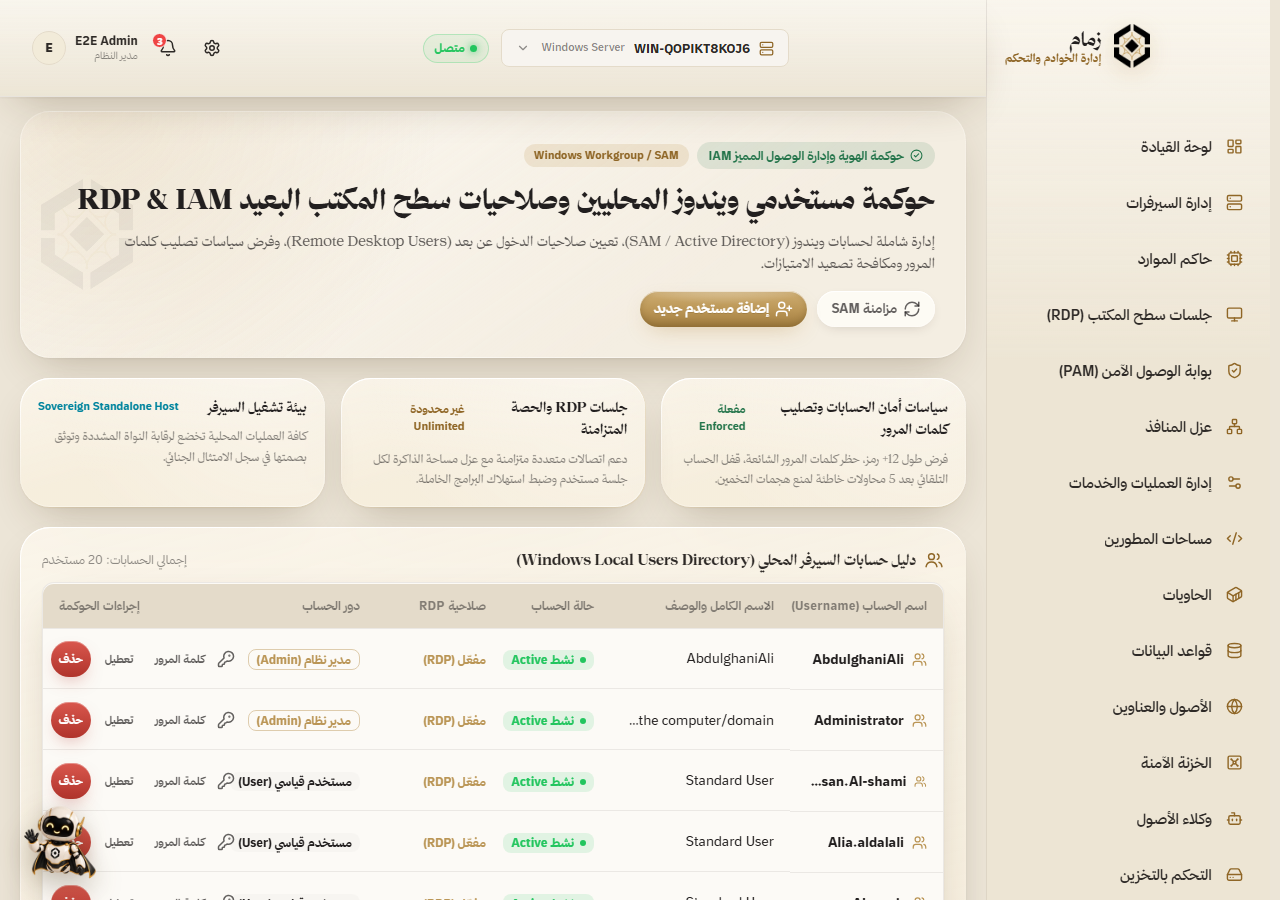 زمام
إدارة الخوادم والتحكم
لوحة القيادة
إدارة السيرفرات
حاكم الموارد
جلسات سطح المكتب (RDP)
بوابة الوصول الآمن (PAM)
عزل المنافذ
إدارة العمليات والخدمات
مساحات المطورين
الحاويات
قواعد البيانات
الأصول والعناوين
الخزنة الآمنة
وكلاء الأصول
التحكم بالتخزين
WIN-QOPIKT8KOJ6 Windows Server
متصل
3
E2E Admin
مدير النظام
E
حوكمة الهوية وإدارة الوصول المميز IAM
Windows Workgroup / SAM
حوكمة مستخدمي ويندوز المحليين وصلاحيات سطح المكتب البعيد RDP & IAM
إدارة شاملة لحسابات ويندوز (SAM / Active Directory)، تعيين صلاحيات الدخول عن بعد (Remote Desktop Users)، وفرض سياسات تصليب كلمات
المرور ومكافحة تصعيد الامتيازات.
مزامنة SAM
إضافة مستخدم جديد
سياسات أمان الحسابات وتصليب
كلمات المرور
مفعلة
Enforced
فرض طول 12+ رمز، حظر كلمات المرور الشائعة، قفل الحساب
التلقائي بعد 5 محاولات خاطئة لمنع هجمات التخمين.
جلسات RDP والحصة
المتزامنة
غير محدودة
Unlimited
دعم اتصالات متعددة متزامنة مع عزل مساحة الذاكرة لكل
جلسة مستخدم وضبط استهلاك البرامج الخاملة.
بيئة تشغيل السيرفر
Sovereign Standalone Host
كافة العمليات المحلية تخضع لرقابة النواة المشددة وتوثق
بصمتها في سجل الامتثال الجنائي.
دليل حسابات السيرفر المحلي (Windows Local Users Directory)
إجمالي الحسابات: 20 مستخدم
اسم الحساب (Username) الاسم الكامل والوصف حالة الحساب صلاحية RDP دور الحساب إجراءات الحوكمة
AbdulghaniAli AbdulghaniAli نشط Active مفعّل (RDP) مدير نظام (Admin) كلمة المرور تعطيل حذف
Administrator ...the computer/domain نشط Active مفعّل (RDP) مدير نظام (Admin) كلمة المرور تعطيل حذف
...san.Al-shami Standard User نشط Active مفعّل (RDP) مستخدم قياسي (User) كلمة المرور تعطيل حذف
Alia.aldalali Standard User نشط Active مفعّل (RDP) مستخدم قياسي (User) كلمة المرور تعطيل